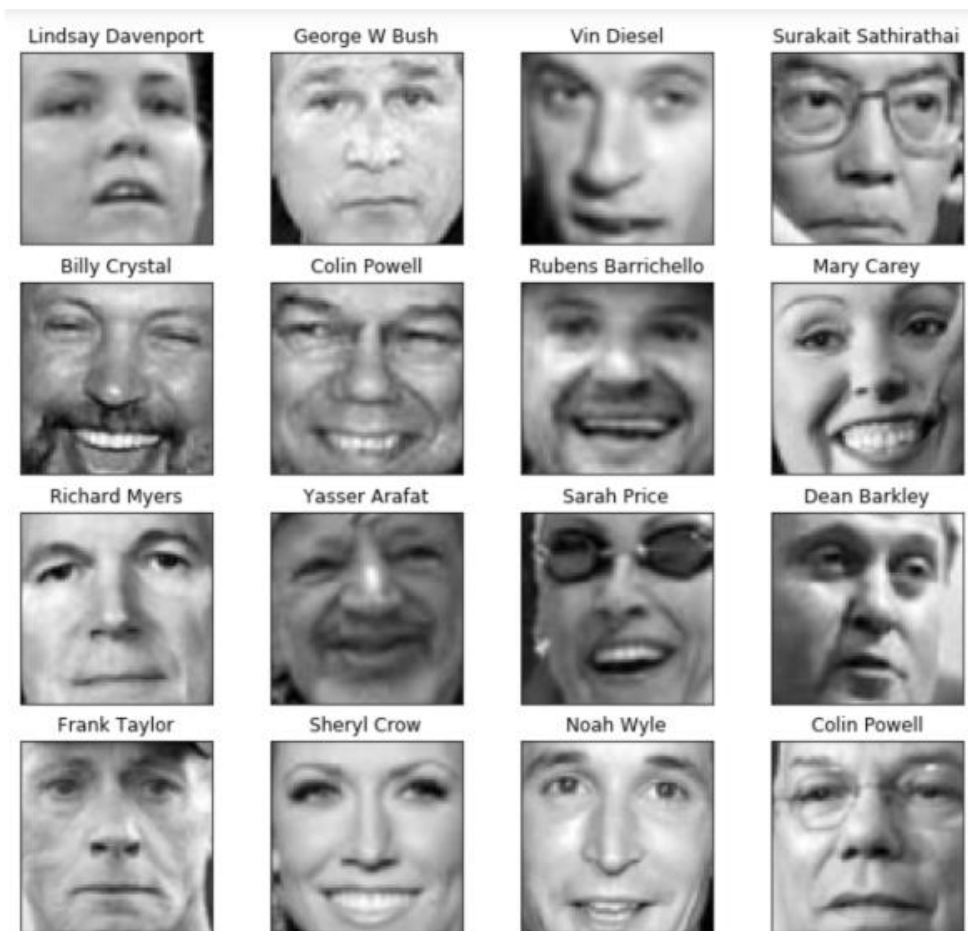 Lindsay Davenport George W Bush Vin Diesel Surakait Sathirathai
Billy Crystal Colin Powell Rubens Barrichello Mary Carey
Richard Myers Yasser Arafat Sarah Price Dean Barkley
Frank Taylor Sheryl Crow Noah Wyle Colin Powell